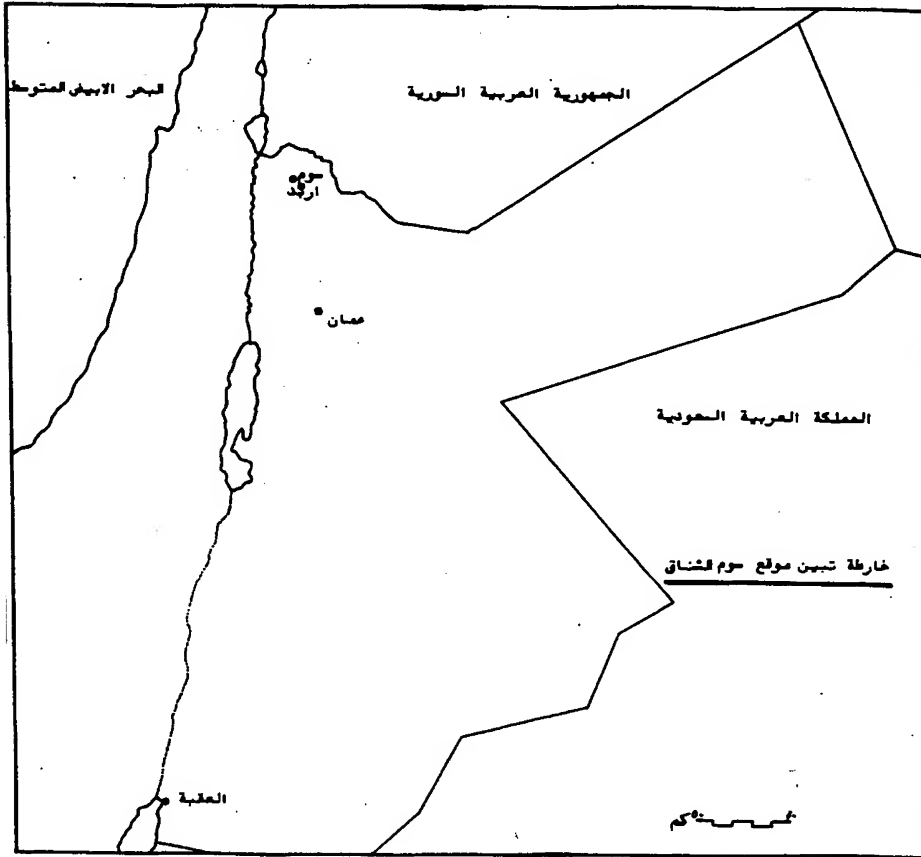 البحر الابيض المتوسط
الجمهورية العربية السورية
سوم
اربد
عمان
المملكة العربية السعودية
خارطة تبين موقع سوم الشناق
العقبة
كم